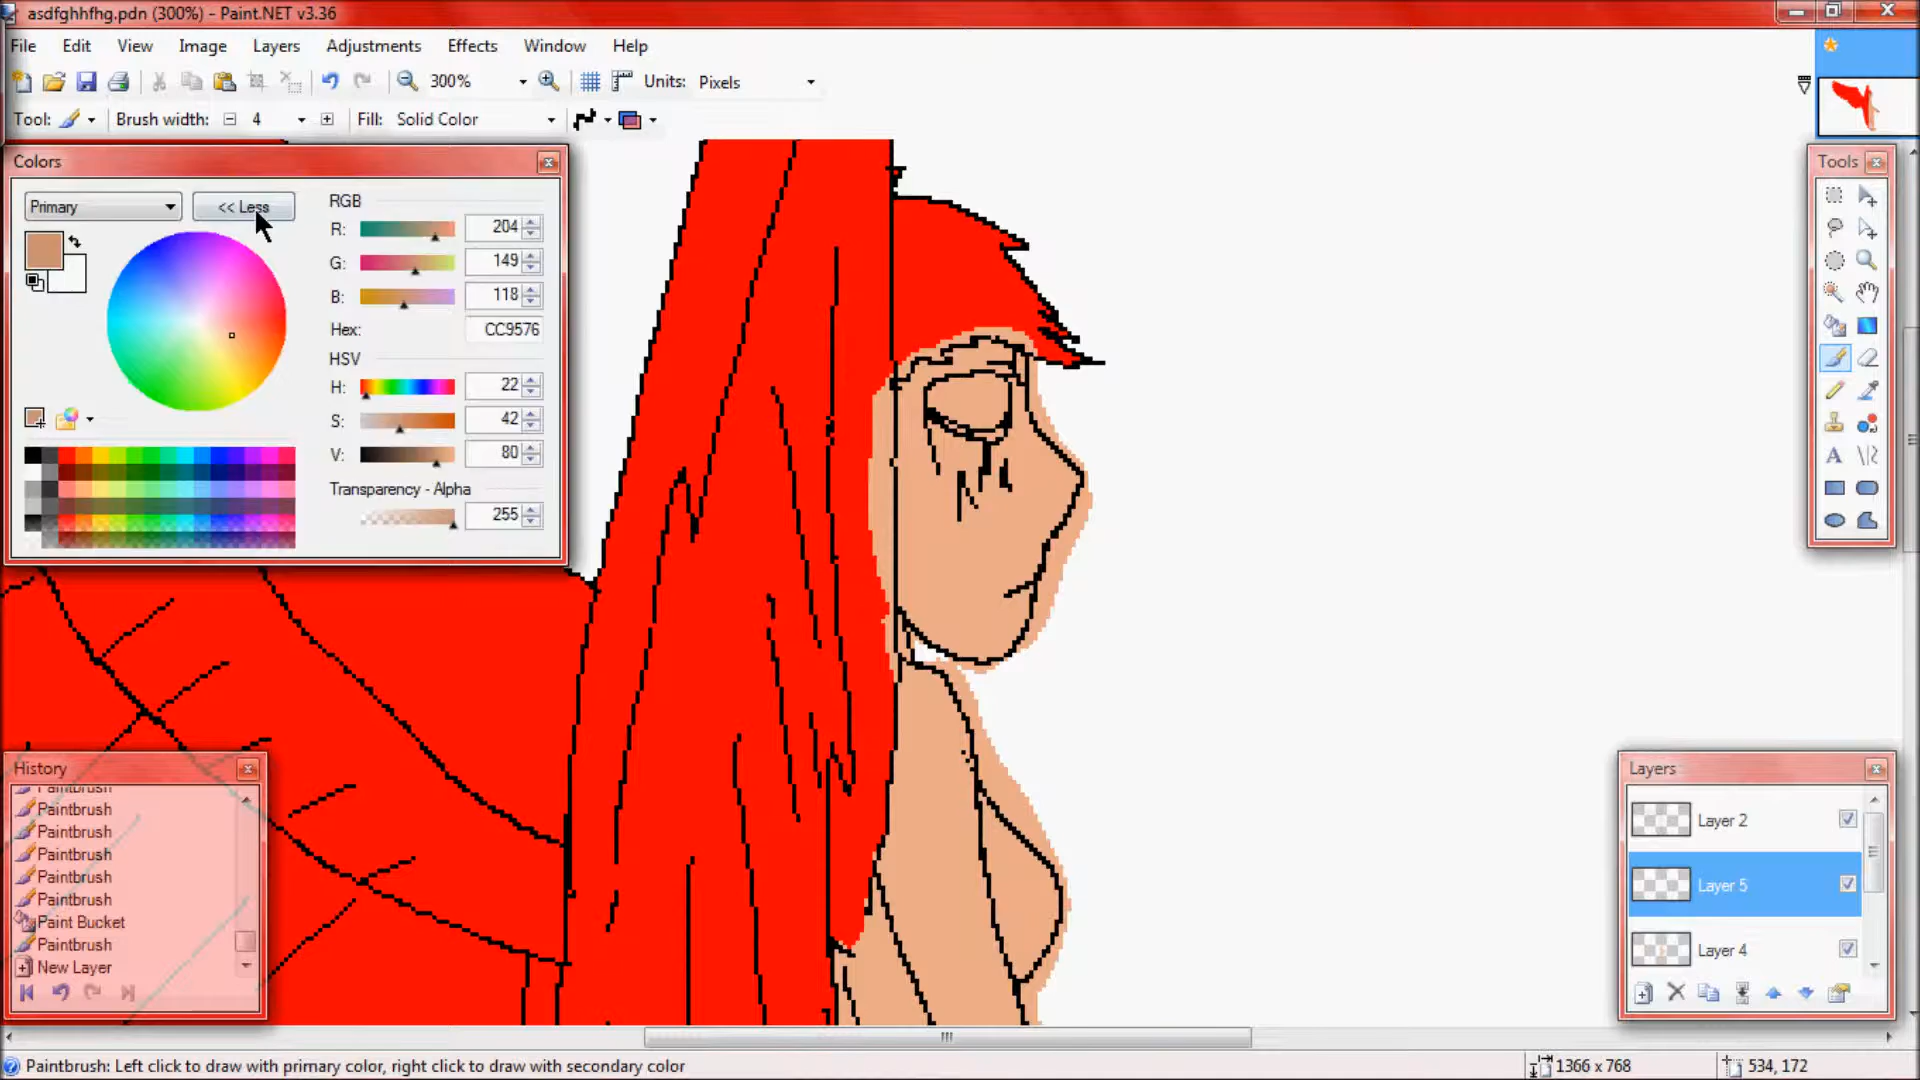 asdfghhfhg.pdn (300%) - Paint.NET v3.36
File Edit View Image Layers Adjustments Effects Window Help
300% Units: Pixels
Tool: Brush width: 4 Fill: Solid Color
Colors
Primary << Less
RGB
R: 204
G: 149
B: 118
Hex: CC9576
HSV
H: 22
S: 42
V: 80
Transparency - Alpha
255
Tools
History
Paintbrush
Paintbrush
Paintbrush
Paintbrush
Paintbrush
Paintbrush
Paint Bucket
Paintbrush
New Layer
Layers
Layer 2
Layer 5
Layer 4
Paintbrush: Left click to draw with primary color, right click to draw with secondary color
1366 x 768
534, 172